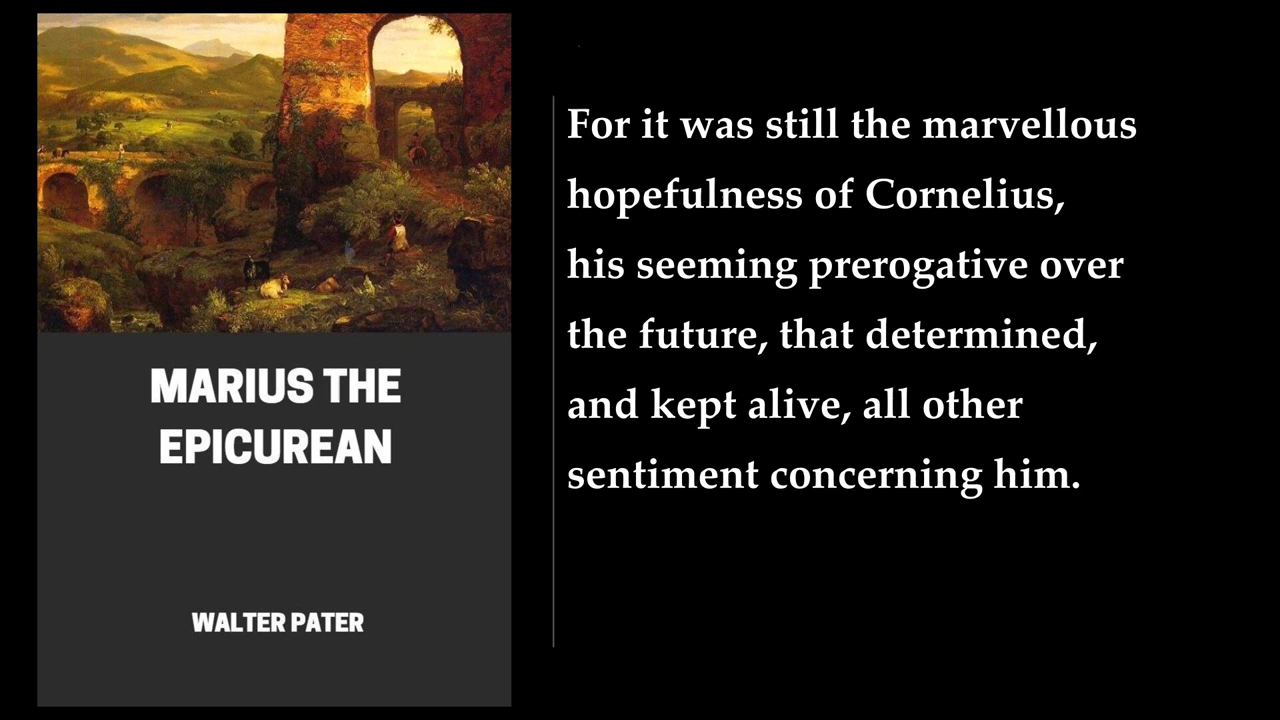 MARIUS THE
EPICUREAN
WALTER PATER
For it was still the marvellous
hopefulness of Cornelius,
his seeming prerogative over
the future, that determined,
and kept alive, all other
sentiment concerning him.